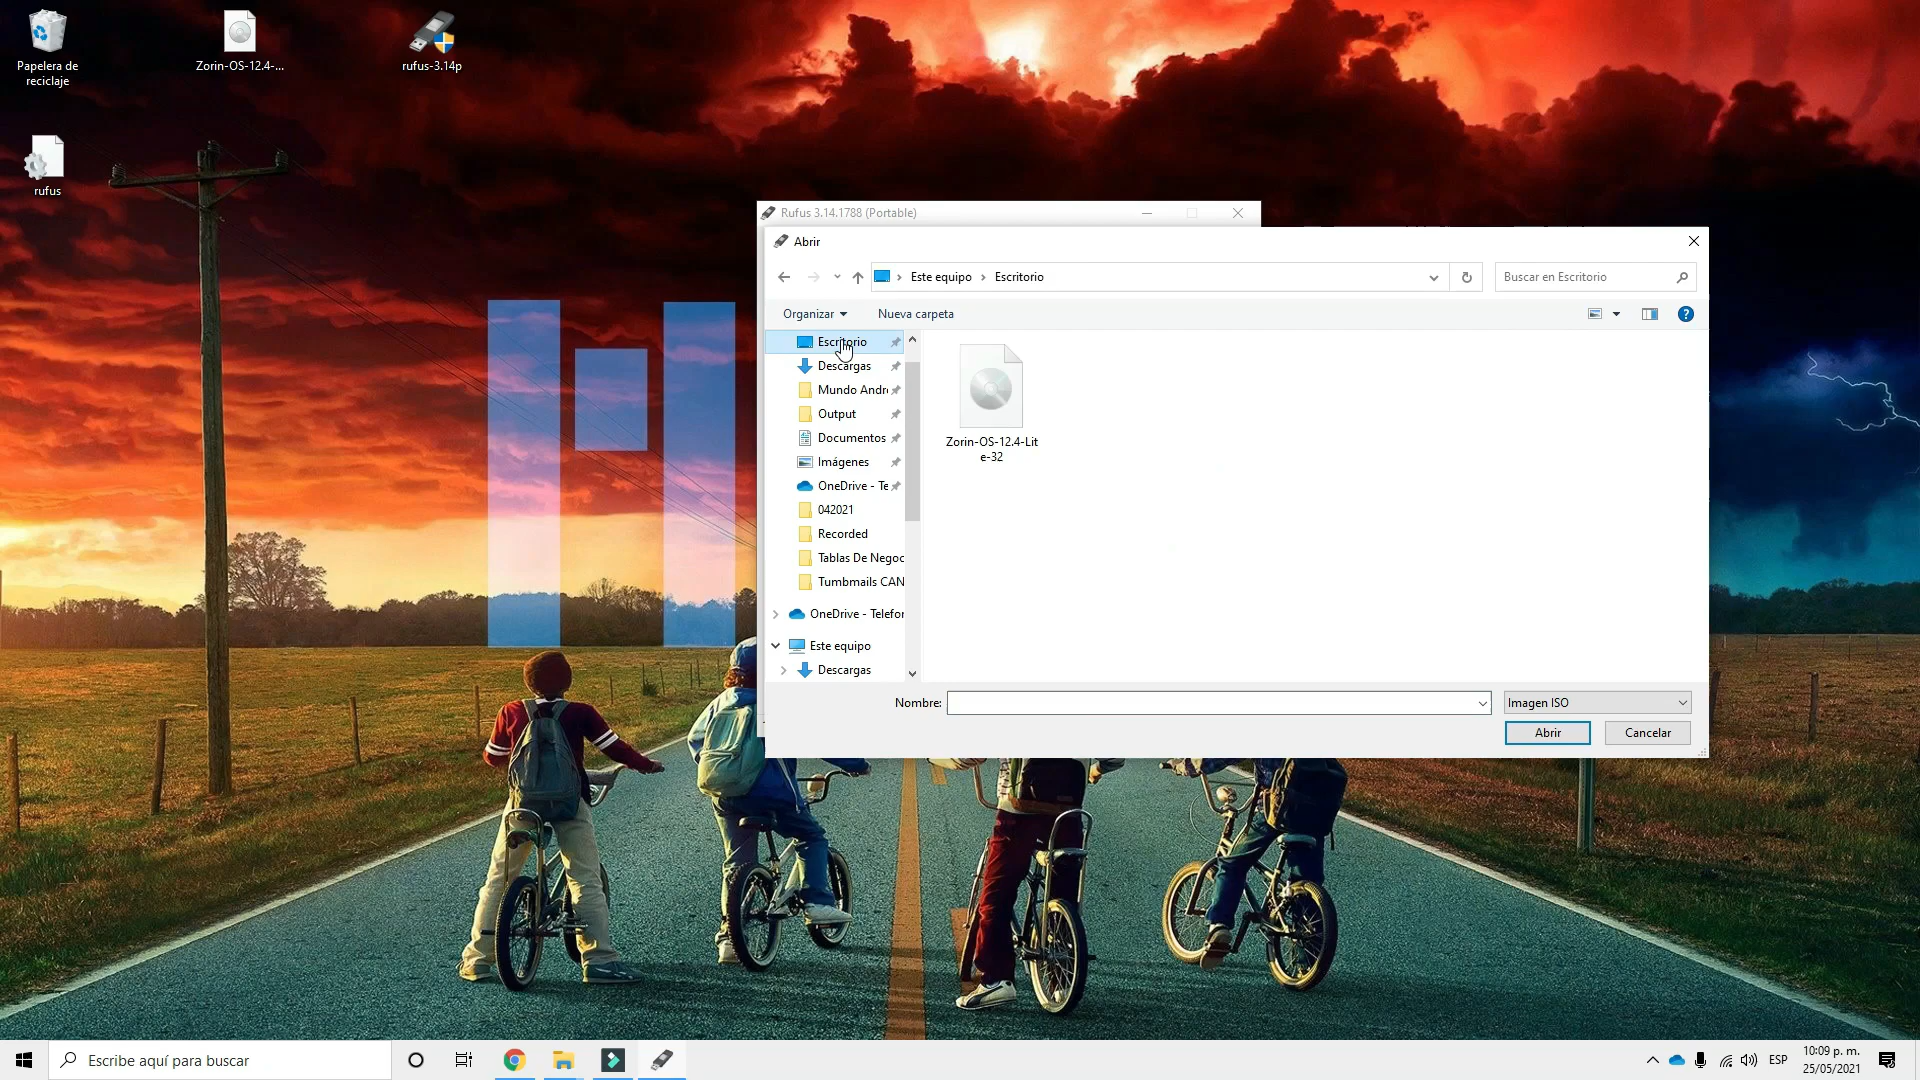 Papelera de
reciclaje
Zorin-OS-12.4-...
rufus-3.14p
rufus
Rufus 3.14.1788 (Portable)
Abrir
Este equipo
Escritorio
Buscar en Escritorio
Organizar
Nueva carpeta
Escritorio
Descargas
Mundo Andr
Output
Documentos
Imágenes
OneDrive - Te
042021
Recorded
Tablas De Negoc
Tumbmails CAN
OneDrive - Telefor
Este equipo
Descargas
Zorin-OS-12.4-Lit
e-32
Nombre:
Imagen ISO
Abrir
Cancelar
Escribe aquí para buscar
ESP
10:09 p. m.
25/05/2021